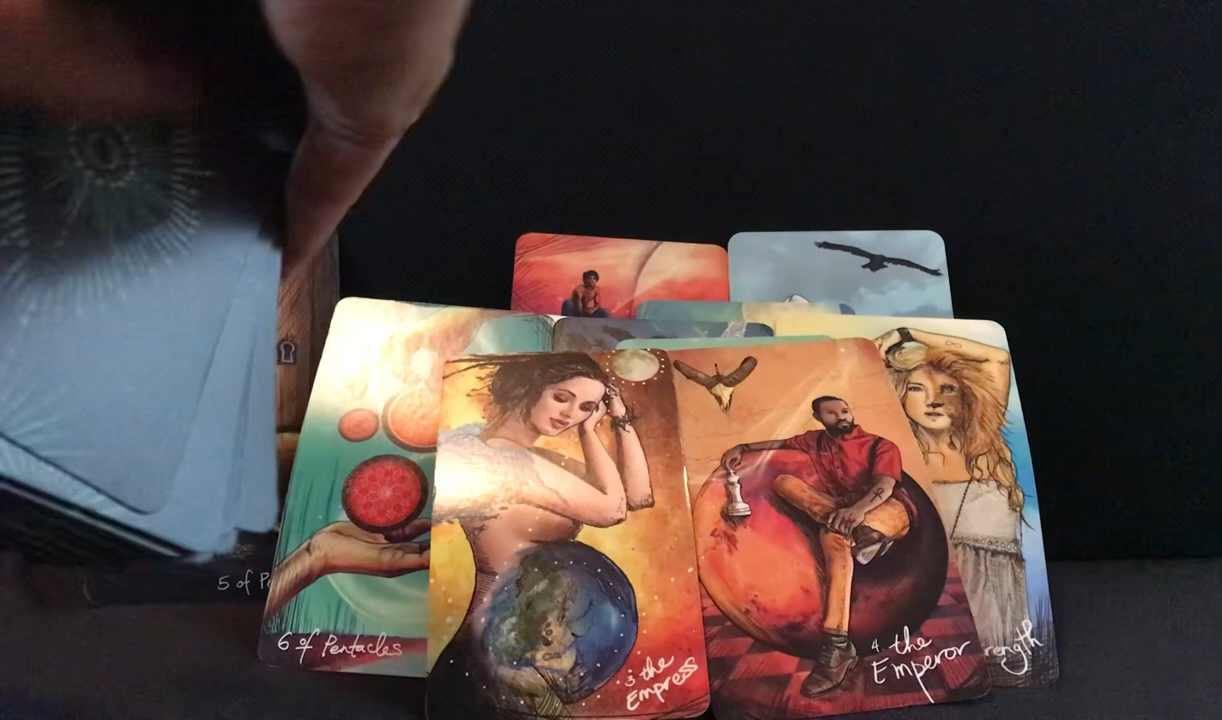 5 of P
6 of Pentacles
3 the
Empress
4. the
Emperor
rength